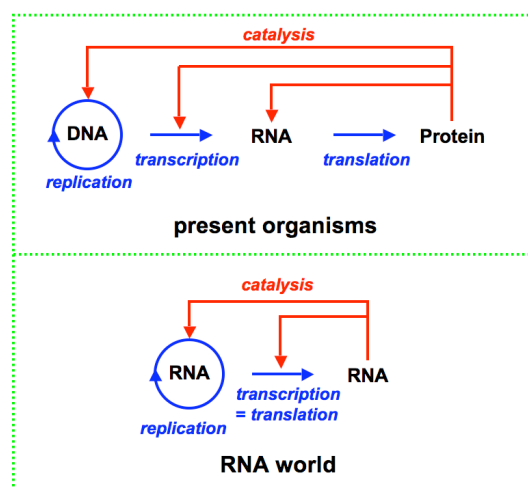 catalysis
DNA
RNA
Protein
transcription
translation
replication
present organisms
catalysis
RNA
RNA
transcription
= translation
replication
RNA world